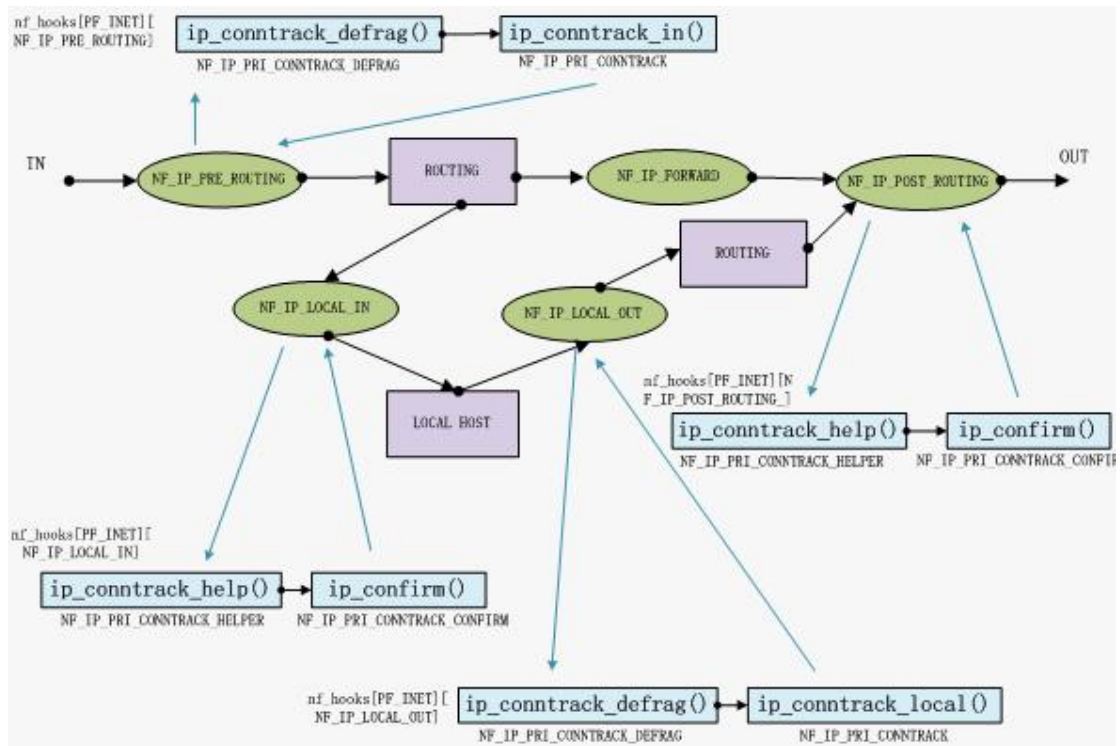 nf_hooks[PF_INET][
NF_IP_PRE_ROUTING]
ip_conntrack_defrag()
ip_conntrack_in()
NF_IP_PRI_CONNTRACK_DEFRAG
NF_IP_PRI_CONNTRACK
IN
OUT
NF_IP_PRE_ROUTING
ROUTING
NF_IP_FORWARD
NF_IP_POST_ROUTING
ROUTING
NF_IP_LOCAL_IN
NF_IP_LOCAL_OUT
LOCAL HOST
nf_hooks[PF_INET][N
F_IP_POST_ROUTING_]
ip_conntrack_help()
ip_confirm()
NF_IP_PRI_CONNTRACK_HELPER
NF_IP_PRI_CONNTRACK_CONFIR
nf_hooks[PF_INET][
NF_IP_LOCAL_IN]
ip_conntrack_help()
ip_confirm()
NF_IP_PRI_CONNTRACK_HELPER
NF_IP_PRI_CONNTRACK_CONFIRM
nf_hooks[PF_INET][
NF_IP_LOCAL_OUT]
ip_conntrack_defrag()
ip_conntrack_local()
NF_IP_PRI_CONNTRACK_DEFRAG
NF_IP_PRI_CONNTRACK